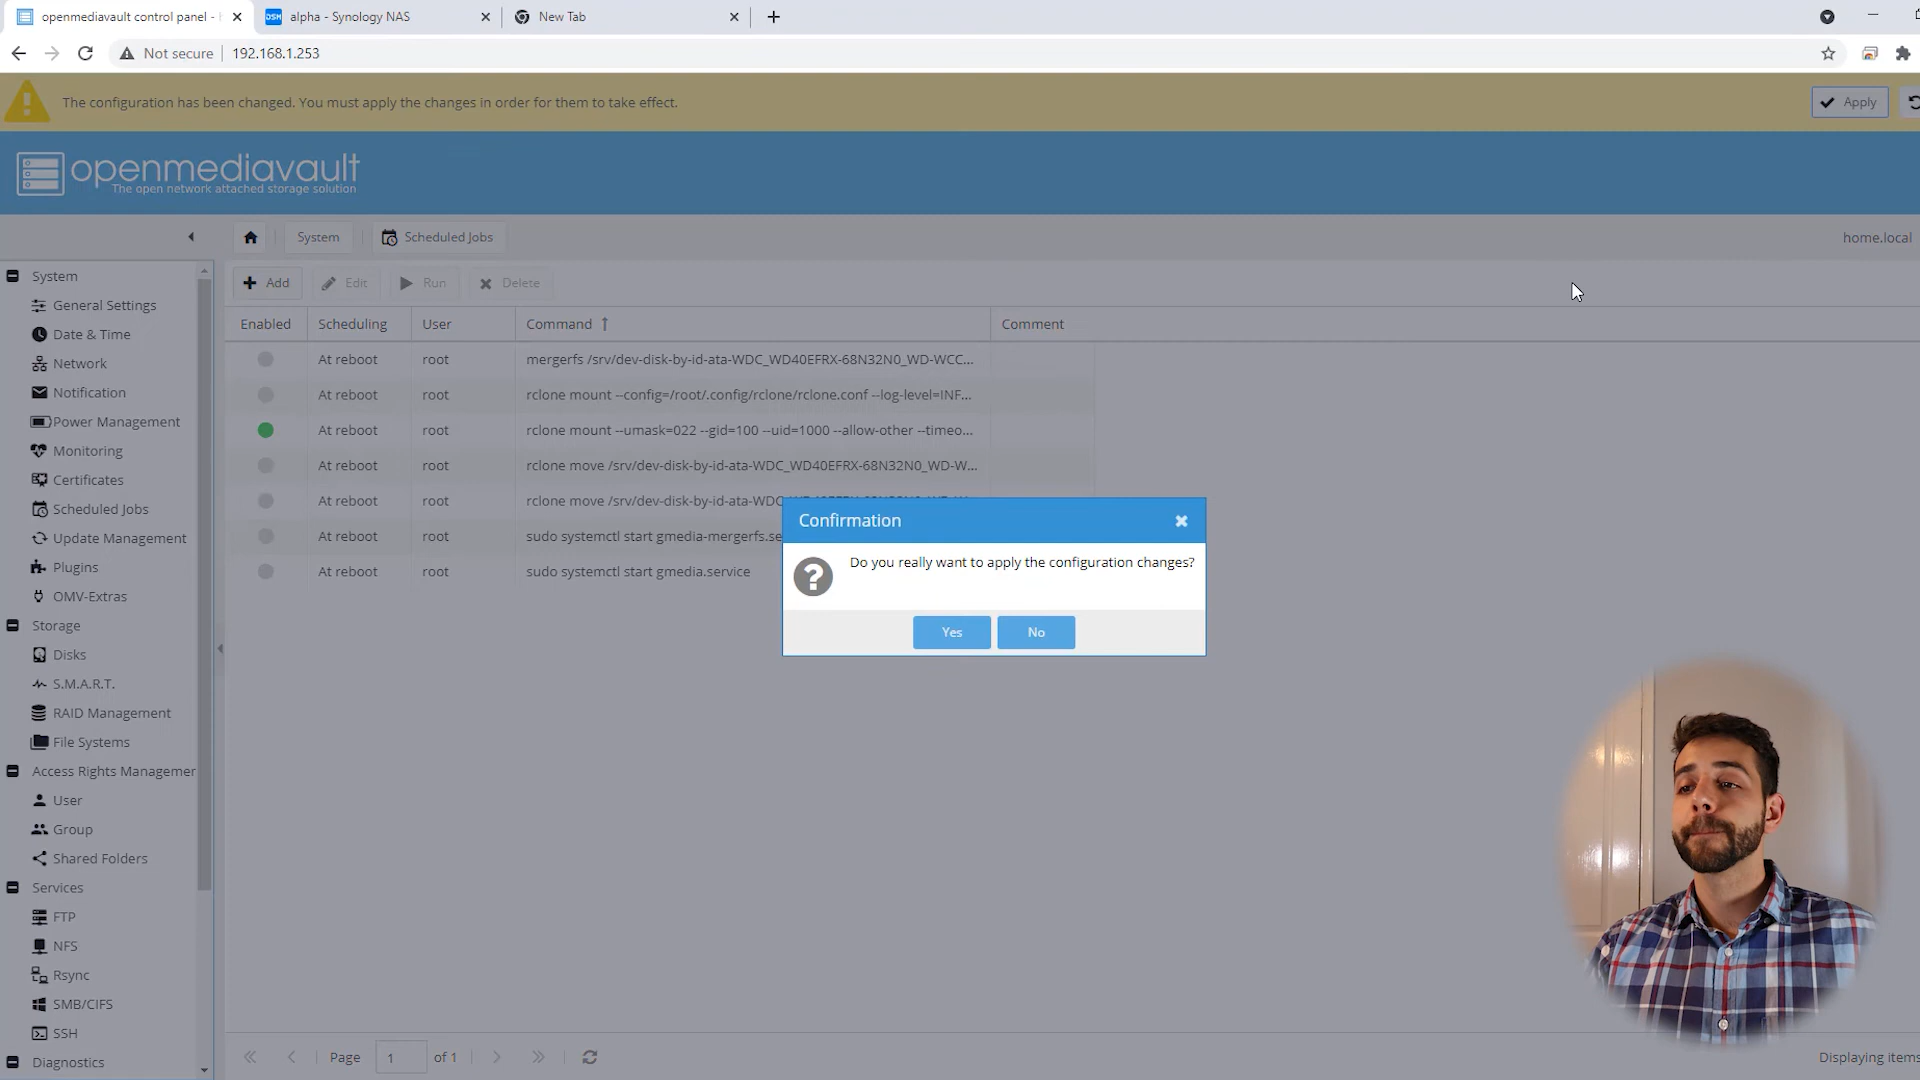 openmediavault control panel -
alpha - Synology NAS
New Tab
Not secure
192.168.1.253
The configuration has been changed. You must apply the changes in order for them to take effect.
Apply
openmediavault
The open network attached storage solution
System
Scheduled Jobs
home.local
Add
Edit
Run
Delete
Enabled
Scheduling
User
Command
Comment
At reboot root mergerfs /srv/dev-disk-by-id-ata-WDC_WD40EFRX-68N32N0_WD-WCC...
At reboot root rclone mount --config=/root/.config/rclone/rclone.conf --log-level=INF...
At reboot root rclone mount --umask=022 --gid=100 --uid=1000 --allow-other --timeo...
At reboot root rclone move /srv/dev-disk-by-id-ata-WDC_WD40EFRX-68N32N0_WD-W...
At reboot root rclone move /srv/dev-disk-by-id-ata-WDC
At reboot root sudo systemctl start gmedia-mergerfs.se
At reboot root sudo systemctl start gmedia.service
System
General Settings
Date & Time
Network
Notification
Power Management
Monitoring
Certificates
Scheduled Jobs
Update Management
Plugins
OMV-Extras
Storage
Disks
S.M.A.R.T.
RAID Management
File Systems
Access Rights Managemen
User
Group
Shared Folders
Services
FTP
NFS
Rsync
SMB/CIFS
SSH
Diagnostics
Confirmation
Do you really want to apply the configuration changes?
Yes
No
Page 1 of 1
Displaying items